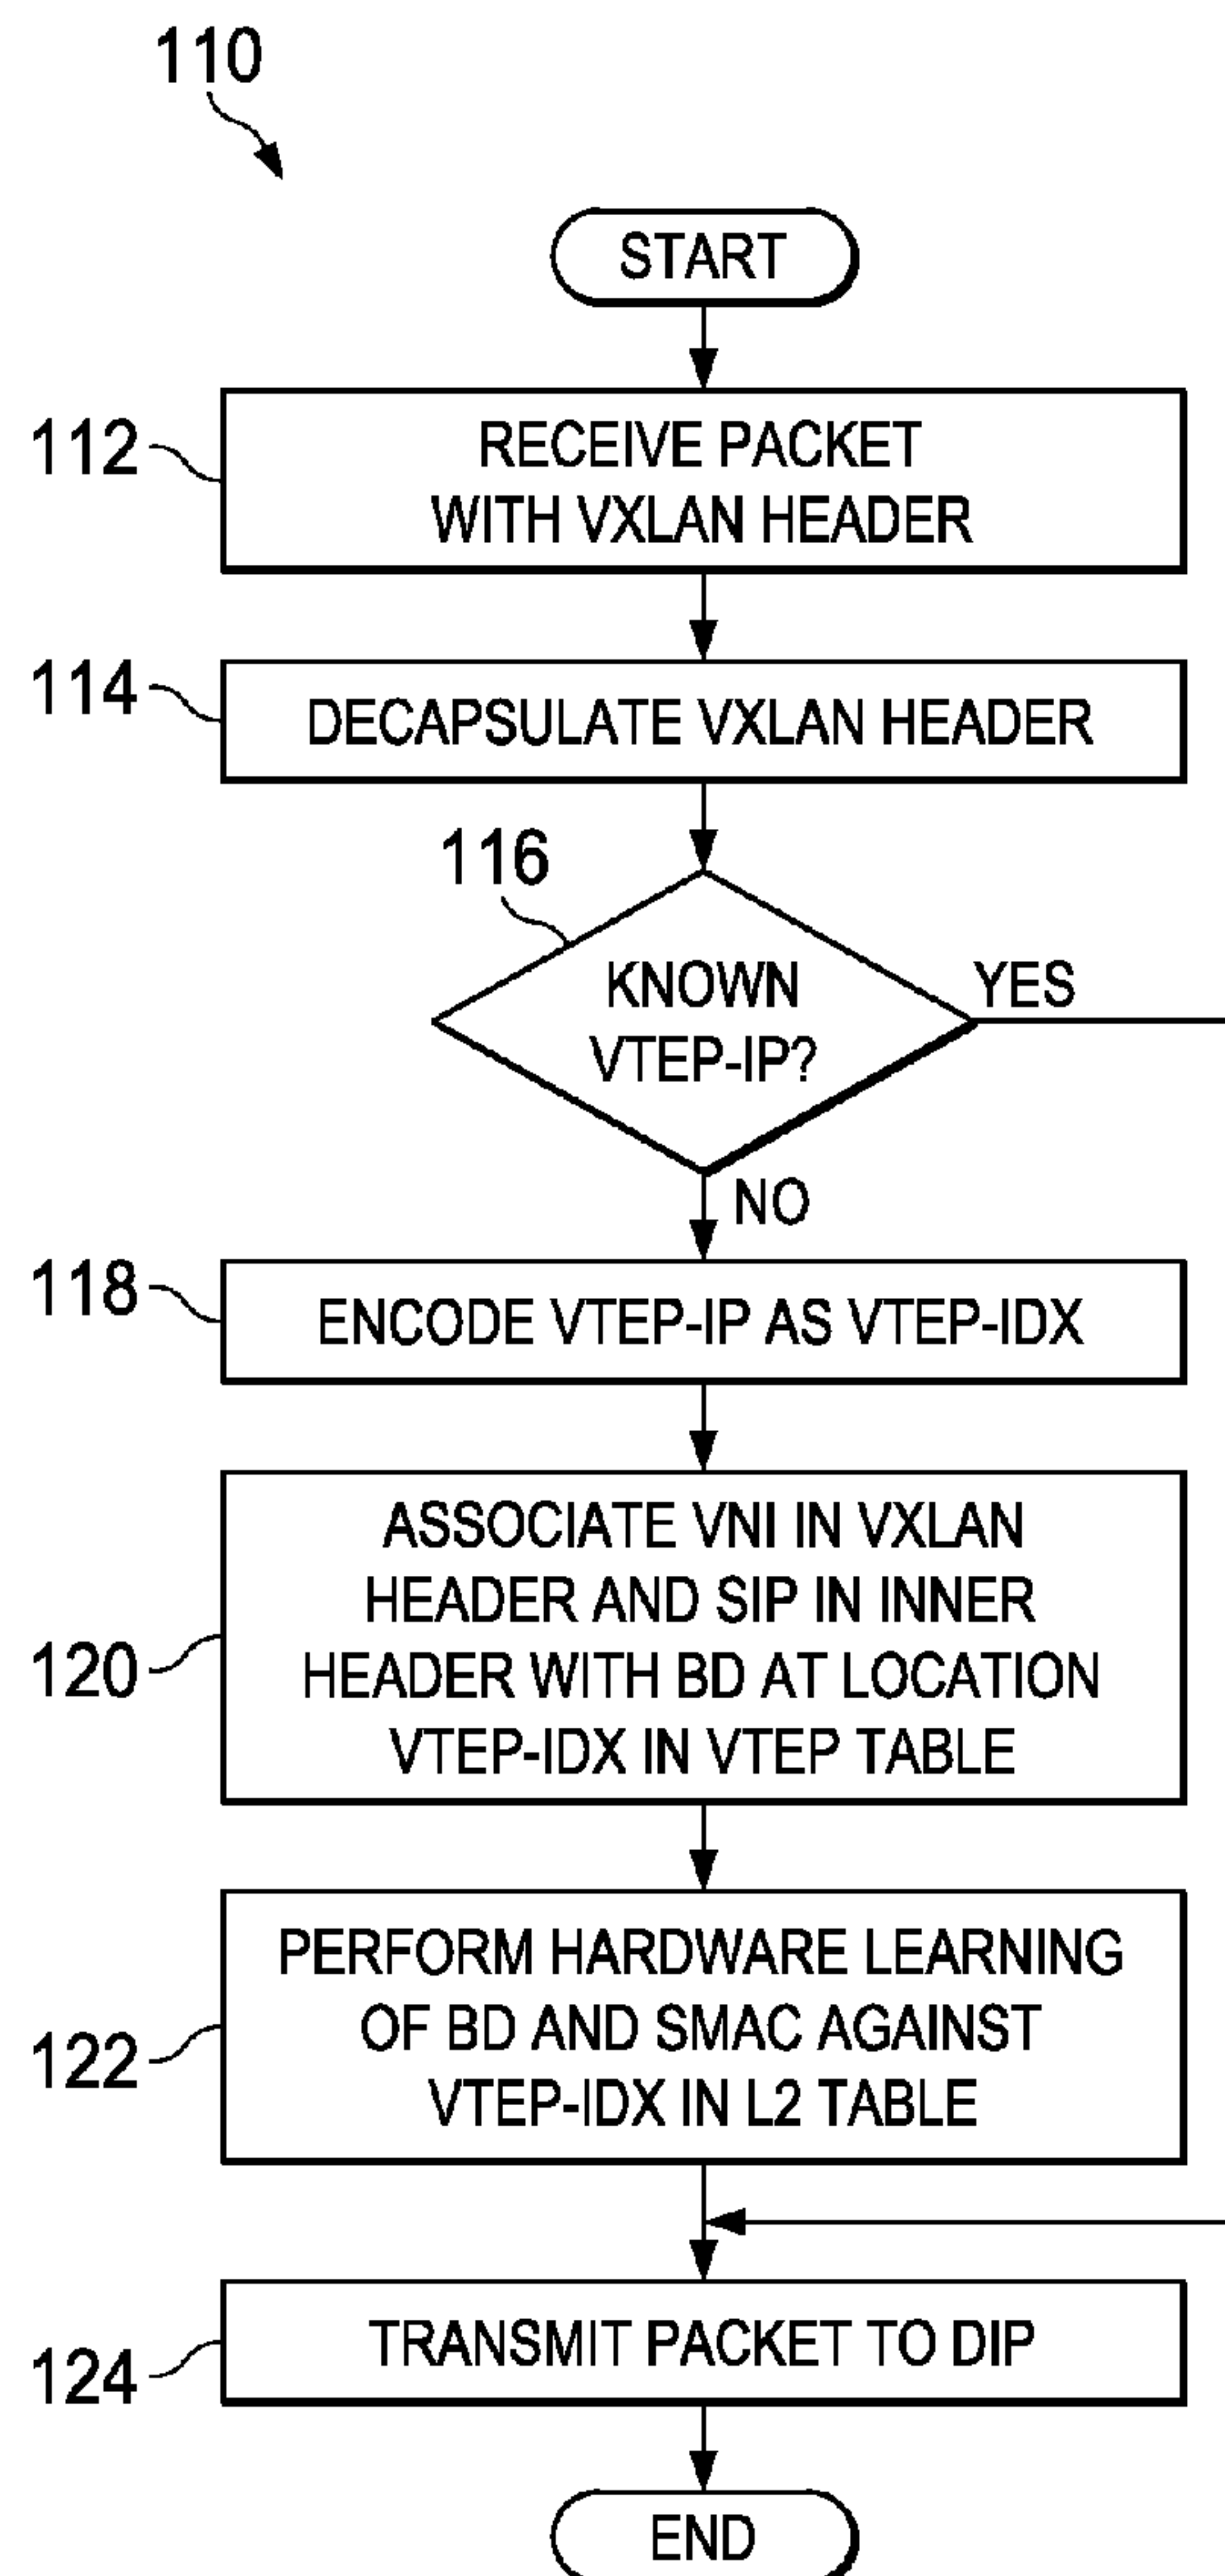 110
START
112
RECEIVE PACKET
WITH VXLAN HEADER
114
DECAPSULATE VXLAN HEADER
116
KNOWN
VTEP-IP?
YES
NO
118
ENCODE VTEP-IP AS VTEP-IDX
120
ASSOCIATE VNI IN VXLAN
HEADER AND SIP IN INNER
HEADER WITH BD AT LOCATION
VTEP-IDX IN VTEP TABLE
122
PERFORM HARDWARE LEARNING
OF BD AND SMAC AGAINST
VTEP-IDX IN L2 TABLE
124
TRANSMIT PACKET TO DIP
END